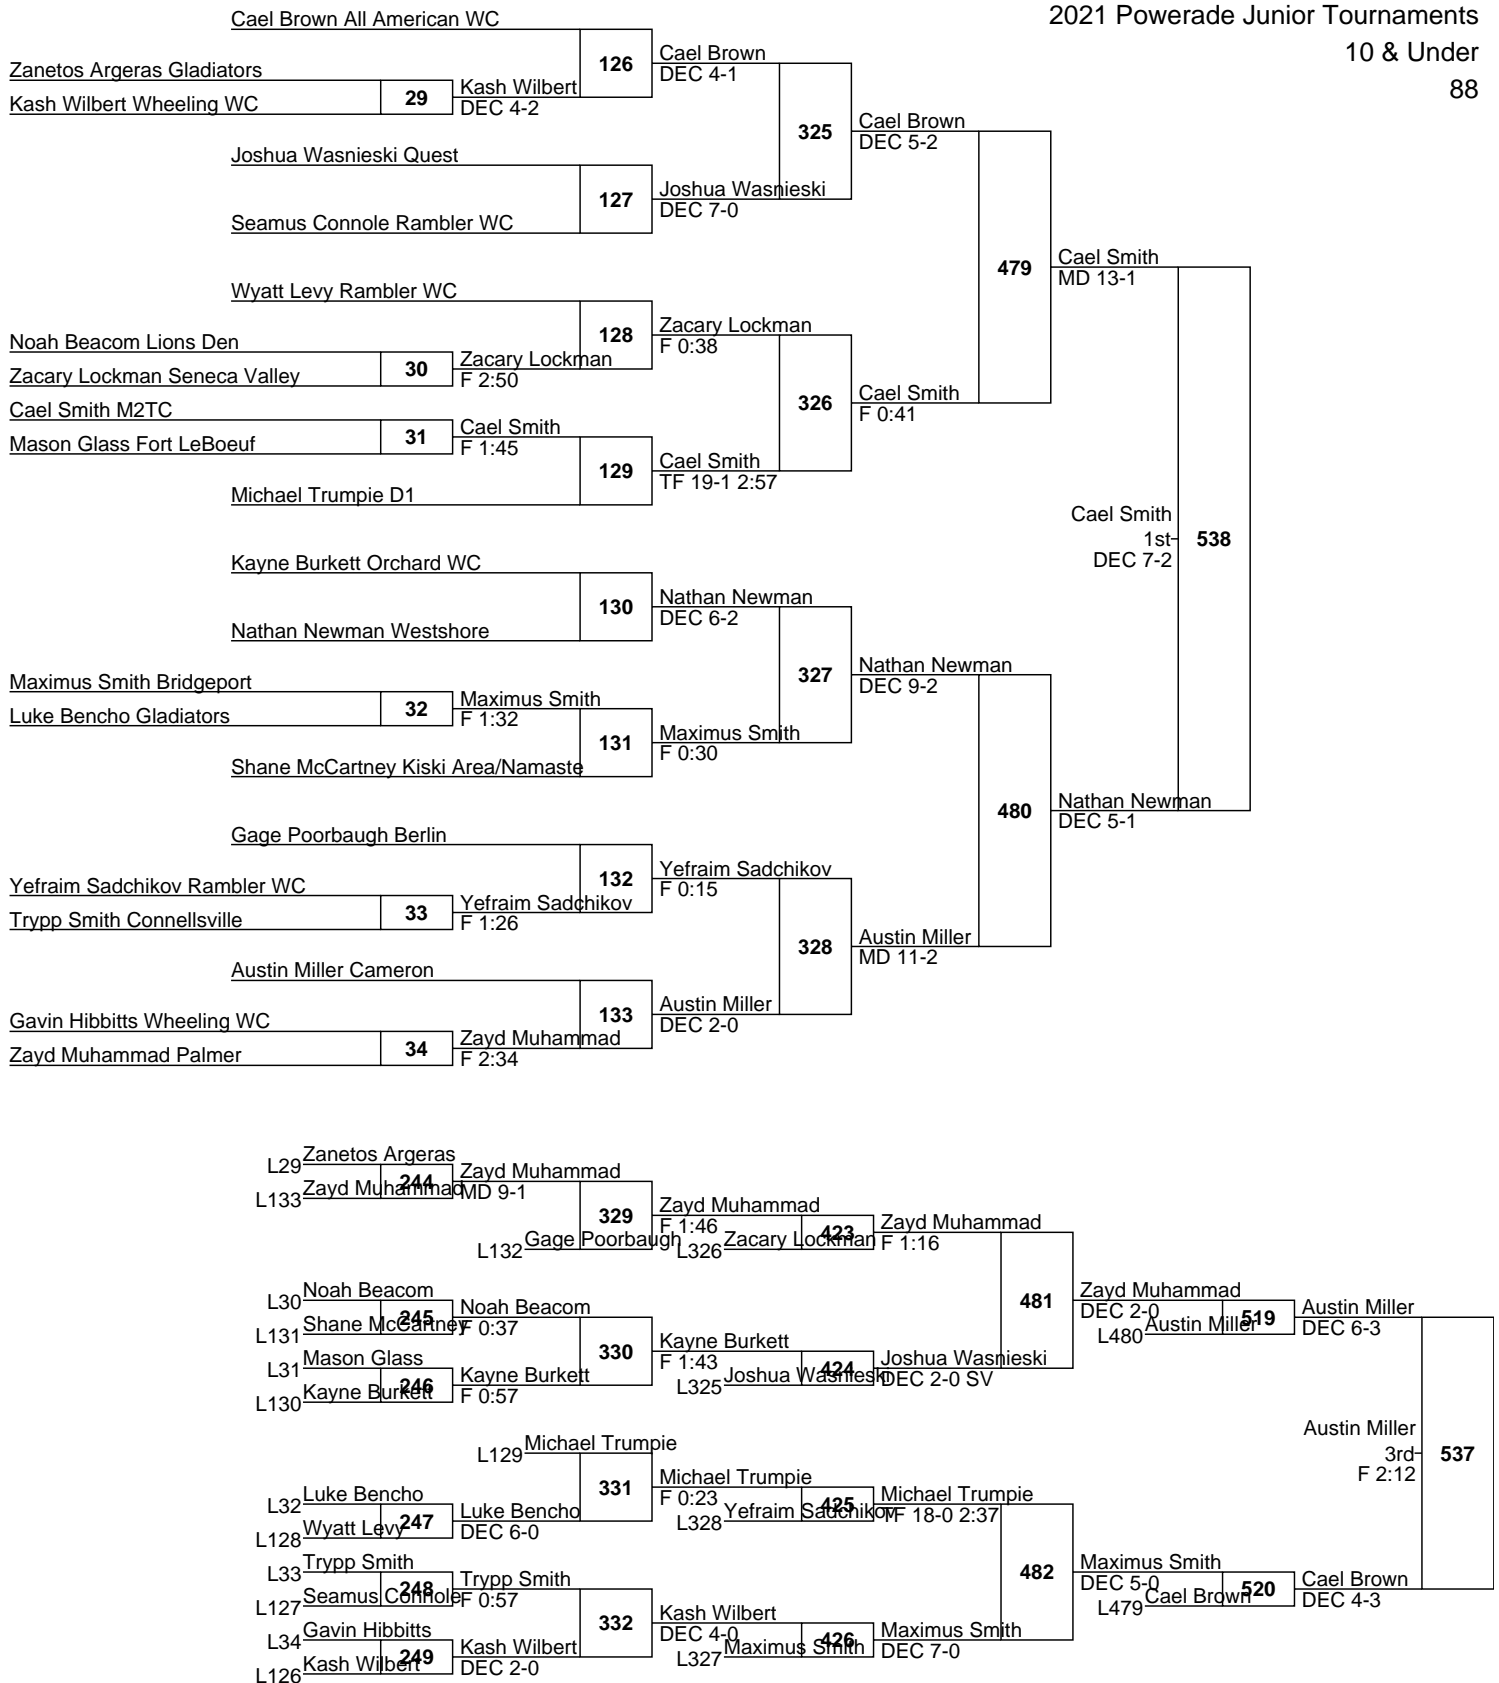 2021 Powerade Junior Tournaments
10 & Under
88
Cael Brown All American WC
126
Cael Brown
DEC 4-1
Zanetos Argeras Gladiators
Kash Wilbert Wheeling WC
29
Kash Wilbert
DEC 4-2
325
Cael Brown
DEC 5-2
Joshua Wasnieski Quest
127
Joshua Wasnieski
DEC 7-0
Seamus Connole Rambler WC
479
Cael Smith
MD 13-1
Wyatt Levy Rambler WC
128
Zacary Lockman
F 0:38
Noah Beacom Lions Den
Zacary Lockman Seneca Valley
30
Zacary Lockman
F 2:50
326
Cael Smith
F 0:41
Cael Smith M2TC
Mason Glass Fort LeBoeuf
31
Cael Smith
F 1:45
129
Cael Smith
TF 19-1 2:57
Michael Trumpie D1
Cael Smith
1st
DEC 7-2
538
Kayne Burkett Orchard WC
130
Nathan Newman
DEC 6-2
Nathan Newman Westshore
327
Nathan Newman
DEC 9-2
Maximus Smith Bridgeport
Luke Bencho Gladiators
32
Maximus Smith
F 1:32
131
Maximus Smith
F 0:30
Shane McCartney Kiski Area/Namaste
480
Nathan Newman
DEC 5-1
Gage Poorbaugh Berlin
132
Yefraim Sadchikov
F 0:15
Yefraim Sadchikov Rambler WC
Trypp Smith Connellsville
33
Yefraim Sadchikov
F 1:26
328
Austin Miller
MD 11-2
Austin Miller Cameron
133
Austin Miller
DEC 2-0
Gavin Hibbitts Wheeling WC
Zayd Muhammad Palmer
34
Zayd Muhammad
F 2:34
L29 Zanetos Argeras
L133 Zayd Muhammad
244
Zayd Muhammad
MD 9-1
329
Zayd Muhammad
F 1:46
L132 Gage Poorbaugh
L326 Zacary Lockman
423
Zayd Muhammad
F 1:16
L30 Noah Beacom
L131 Shane McCartney
245
Noah Beacom
F 0:37
481
Zayd Muhammad
DEC 2-0
L480 Austin Miller
519
Austin Miller
DEC 6-3
330
Kayne Burkett
F 1:43
L31 Mason Glass
L130 Kayne Burkett
246
Kayne Burkett
F 0:57
L325 Joshua Wasnieski
424
Joshua Wasnieski
DEC 2-0 SV
Austin Miller
3rd
F 2:12
537
L129 Michael Trumpie
331
Michael Trumpie
F 0:23
L32 Luke Bencho
L128 Wyatt Levy
247
Luke Bencho
DEC 6-0
L328 Yefraim Sadchikov
425
Michael Trumpie
TF 18-0 2:37
L33 Trypp Smith
L127 Seamus Connole
248
Trypp Smith
F 0:57
482
Maximus Smith
DEC 5-0
L479 Cael Brown
520
Cael Brown
DEC 4-3
332
Kash Wilbert
DEC 4-0
L34 Gavin Hibbitts
L126 Kash Wilbert
249
Kash Wilbert
DEC 2-0
L327 Maximus Smith
426
Maximus Smith
DEC 7-0